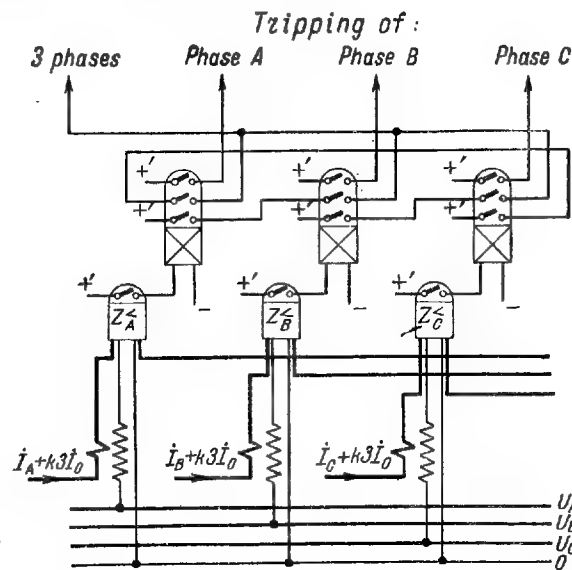 Tripping of :
3 phases Phase A Phase B Phase C
+' +' +'
+' +' +'
+' - +' - +' -
Z<A Z<B Z<C
İA+k3İ0 İB+k3İ0 İC+k3İ0
0